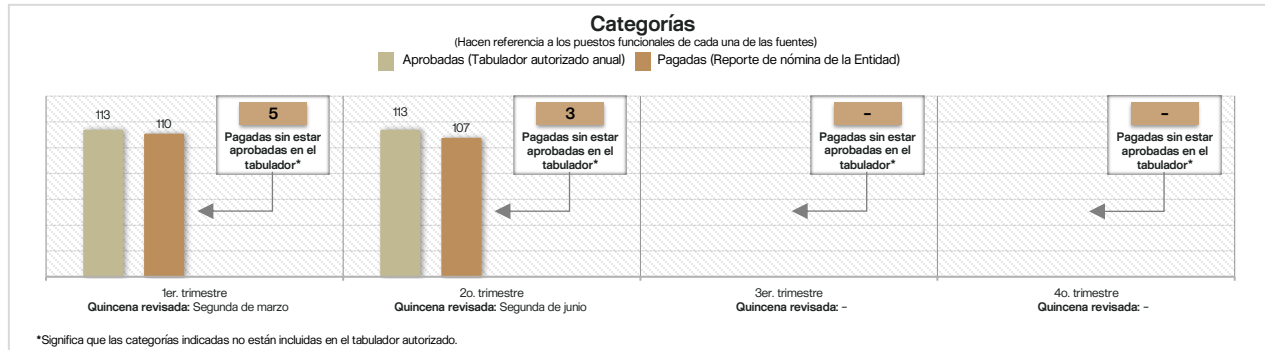 Categorías
(Hacen referencia a los puestos funcionales de cada una de las fuentes)
Aprobadas (Tabulador autorizado anual)
Pagadas (Reporte de nómina de la Entidad)
113
110
5
Pagadas sin estar
aprobadas en el
tabulador*
113
107
3
Pagadas sin estar
aprobadas en el
tabulador*
–
Pagadas sin estar
aprobadas en el
tabulador*
–
Pagadas sin estar
aprobadas en el
tabulador*
1er. trimestre
Quincena revisada: Segunda de marzo
2o. trimestre
Quincena revisada: Segunda de junio
3er. trimestre
Quincena revisada: –
4o. trimestre
Quincena revisada: –
*Significa que las categorías indicadas no están incluidas en el tabulador autorizado.